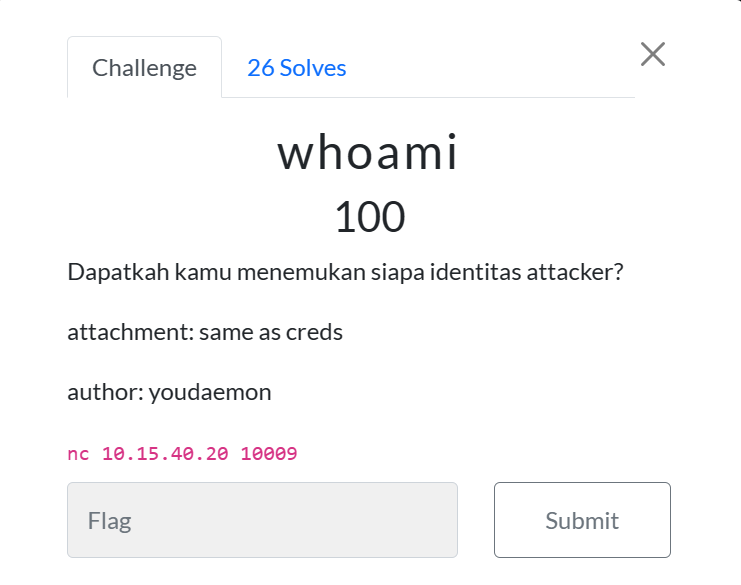 Challenge
26 Solves
whoami
100
Dapatkah kamu menemukan siapa identitas attacker?
attachment: same as creds
author: youdaemon
nc 10.15.40.20 10009
Flag
Submit